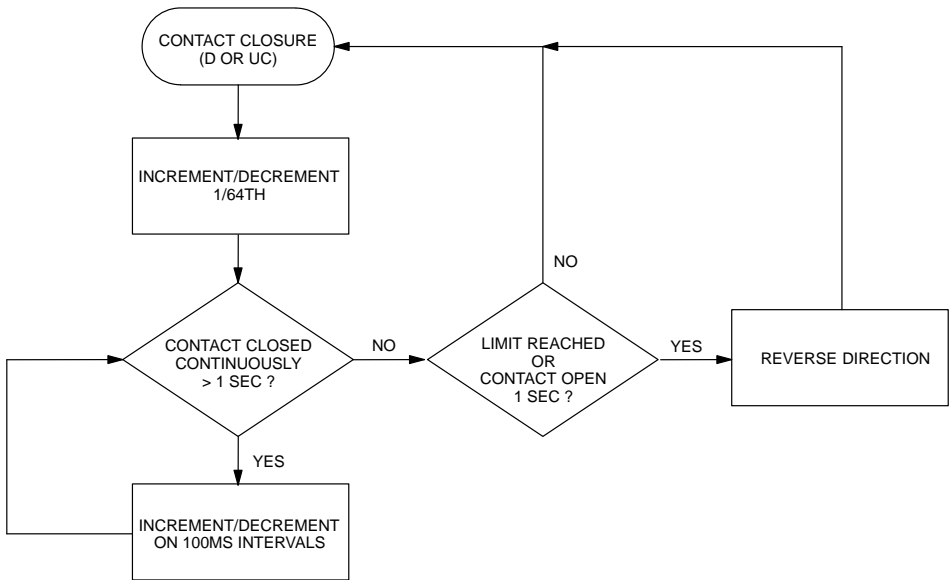 CONTACT CLOSURE
(D OR UC)
INCREMENT/DECREMENT
1/64TH
CONTACT CLOSED
CONTINUOUSLY
> 1 SEC ?
NO
YES
INCREMENT/DECREMENT
ON 100MS INTERVALS
LIMIT REACHED
OR
CONTACT OPEN
1 SEC ?
NO
YES
REVERSE DIRECTION